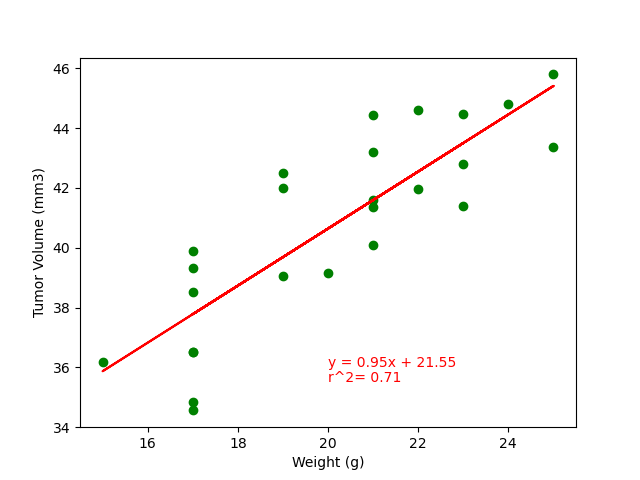 46
44
42
40
38
36
34
Tumor Volume (mm3)
y = 0.95x + 21.55
r^2= 0.71
16 18 20 22 24
Weight (g)